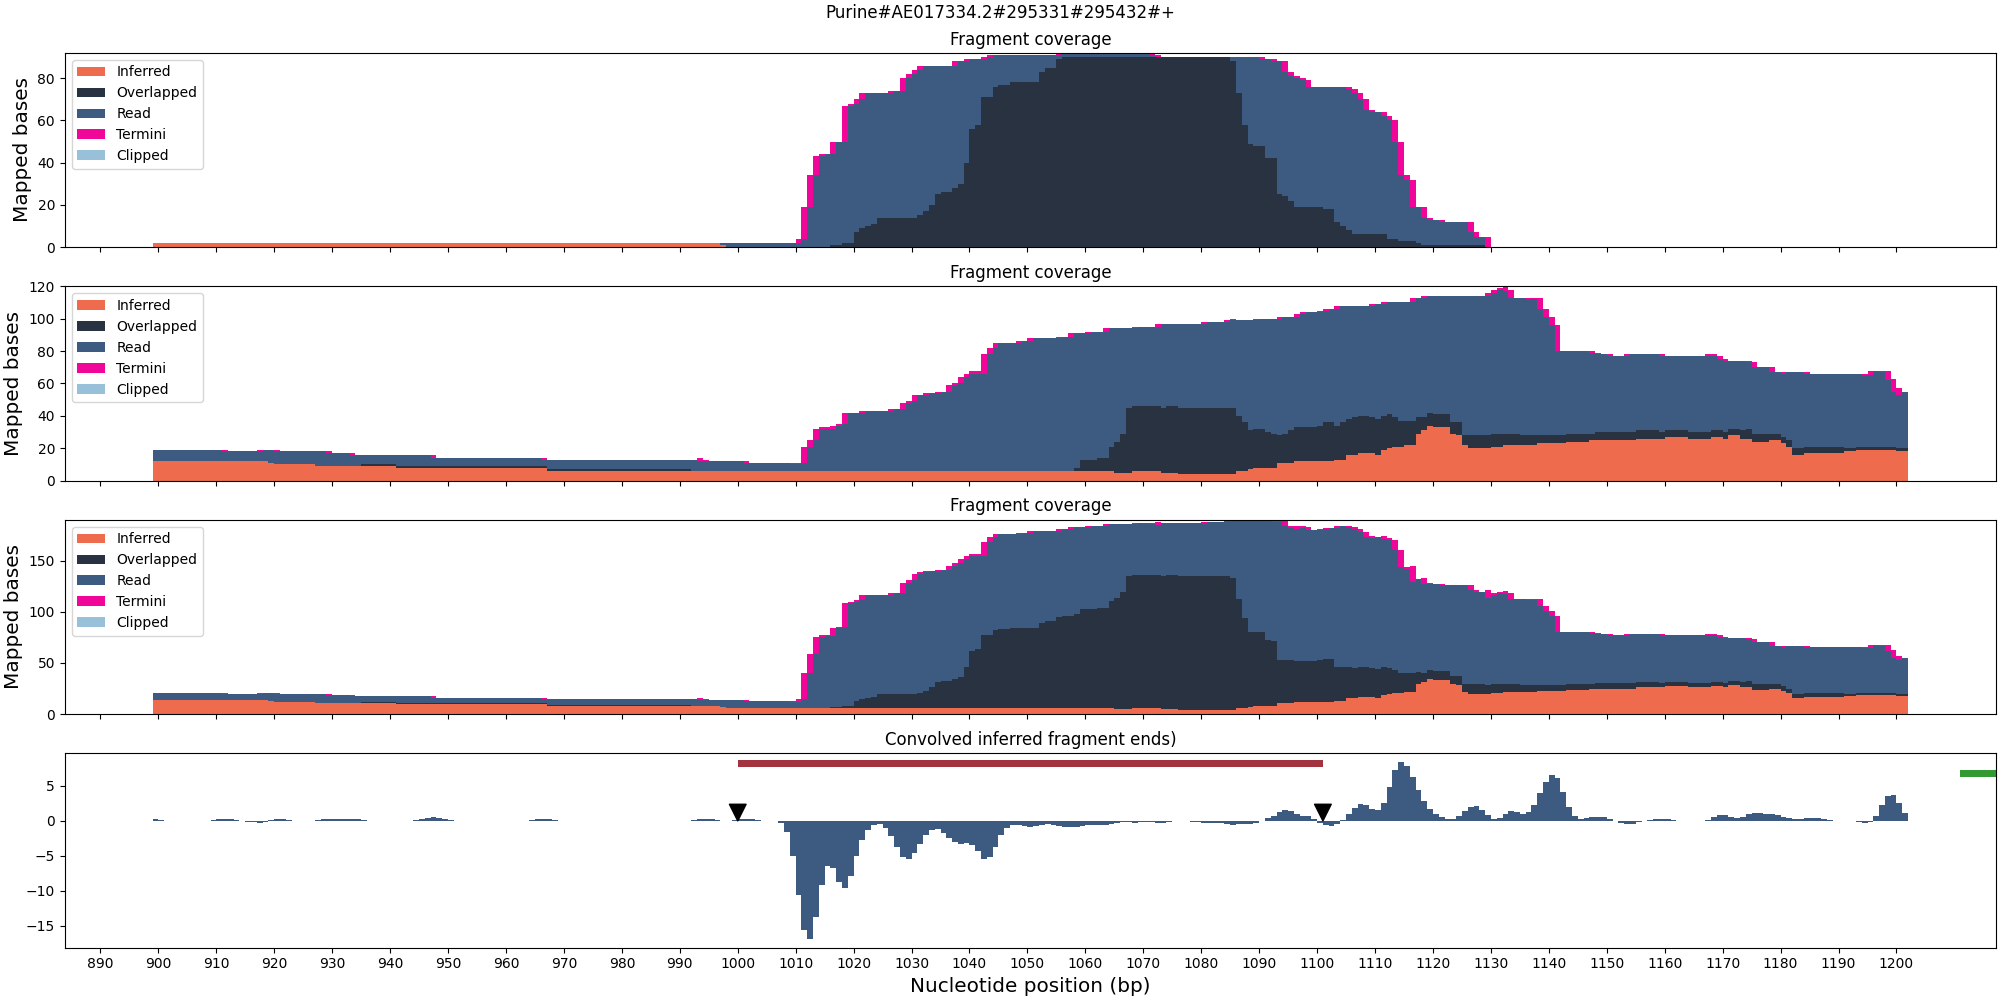 Purine#AE017334.2#295331#295432#+
Fragment coverage
Mapped bases
80
60
40
20
0
Inferred
Overlapped
Read
Termini
Clipped
Fragment coverage
Mapped bases
120
100
80
60
40
20
0
Inferred
Overlapped
Read
Termini
Clipped
Fragment coverage
Mapped bases
150
100
50
0
Inferred
Overlapped
Read
Termini
Clipped
Convolved inferred fragment ends)
5
0
−5
−10
−15
890 900 910 920 930 940 950 960 970 980 990 1000 1010 1020 1030 1040 1050 1060 1070 1080 1090 1100 1110 1120 1130 1140 1150 1160 1170 1180 1190 1200
Nucleotide position (bp)